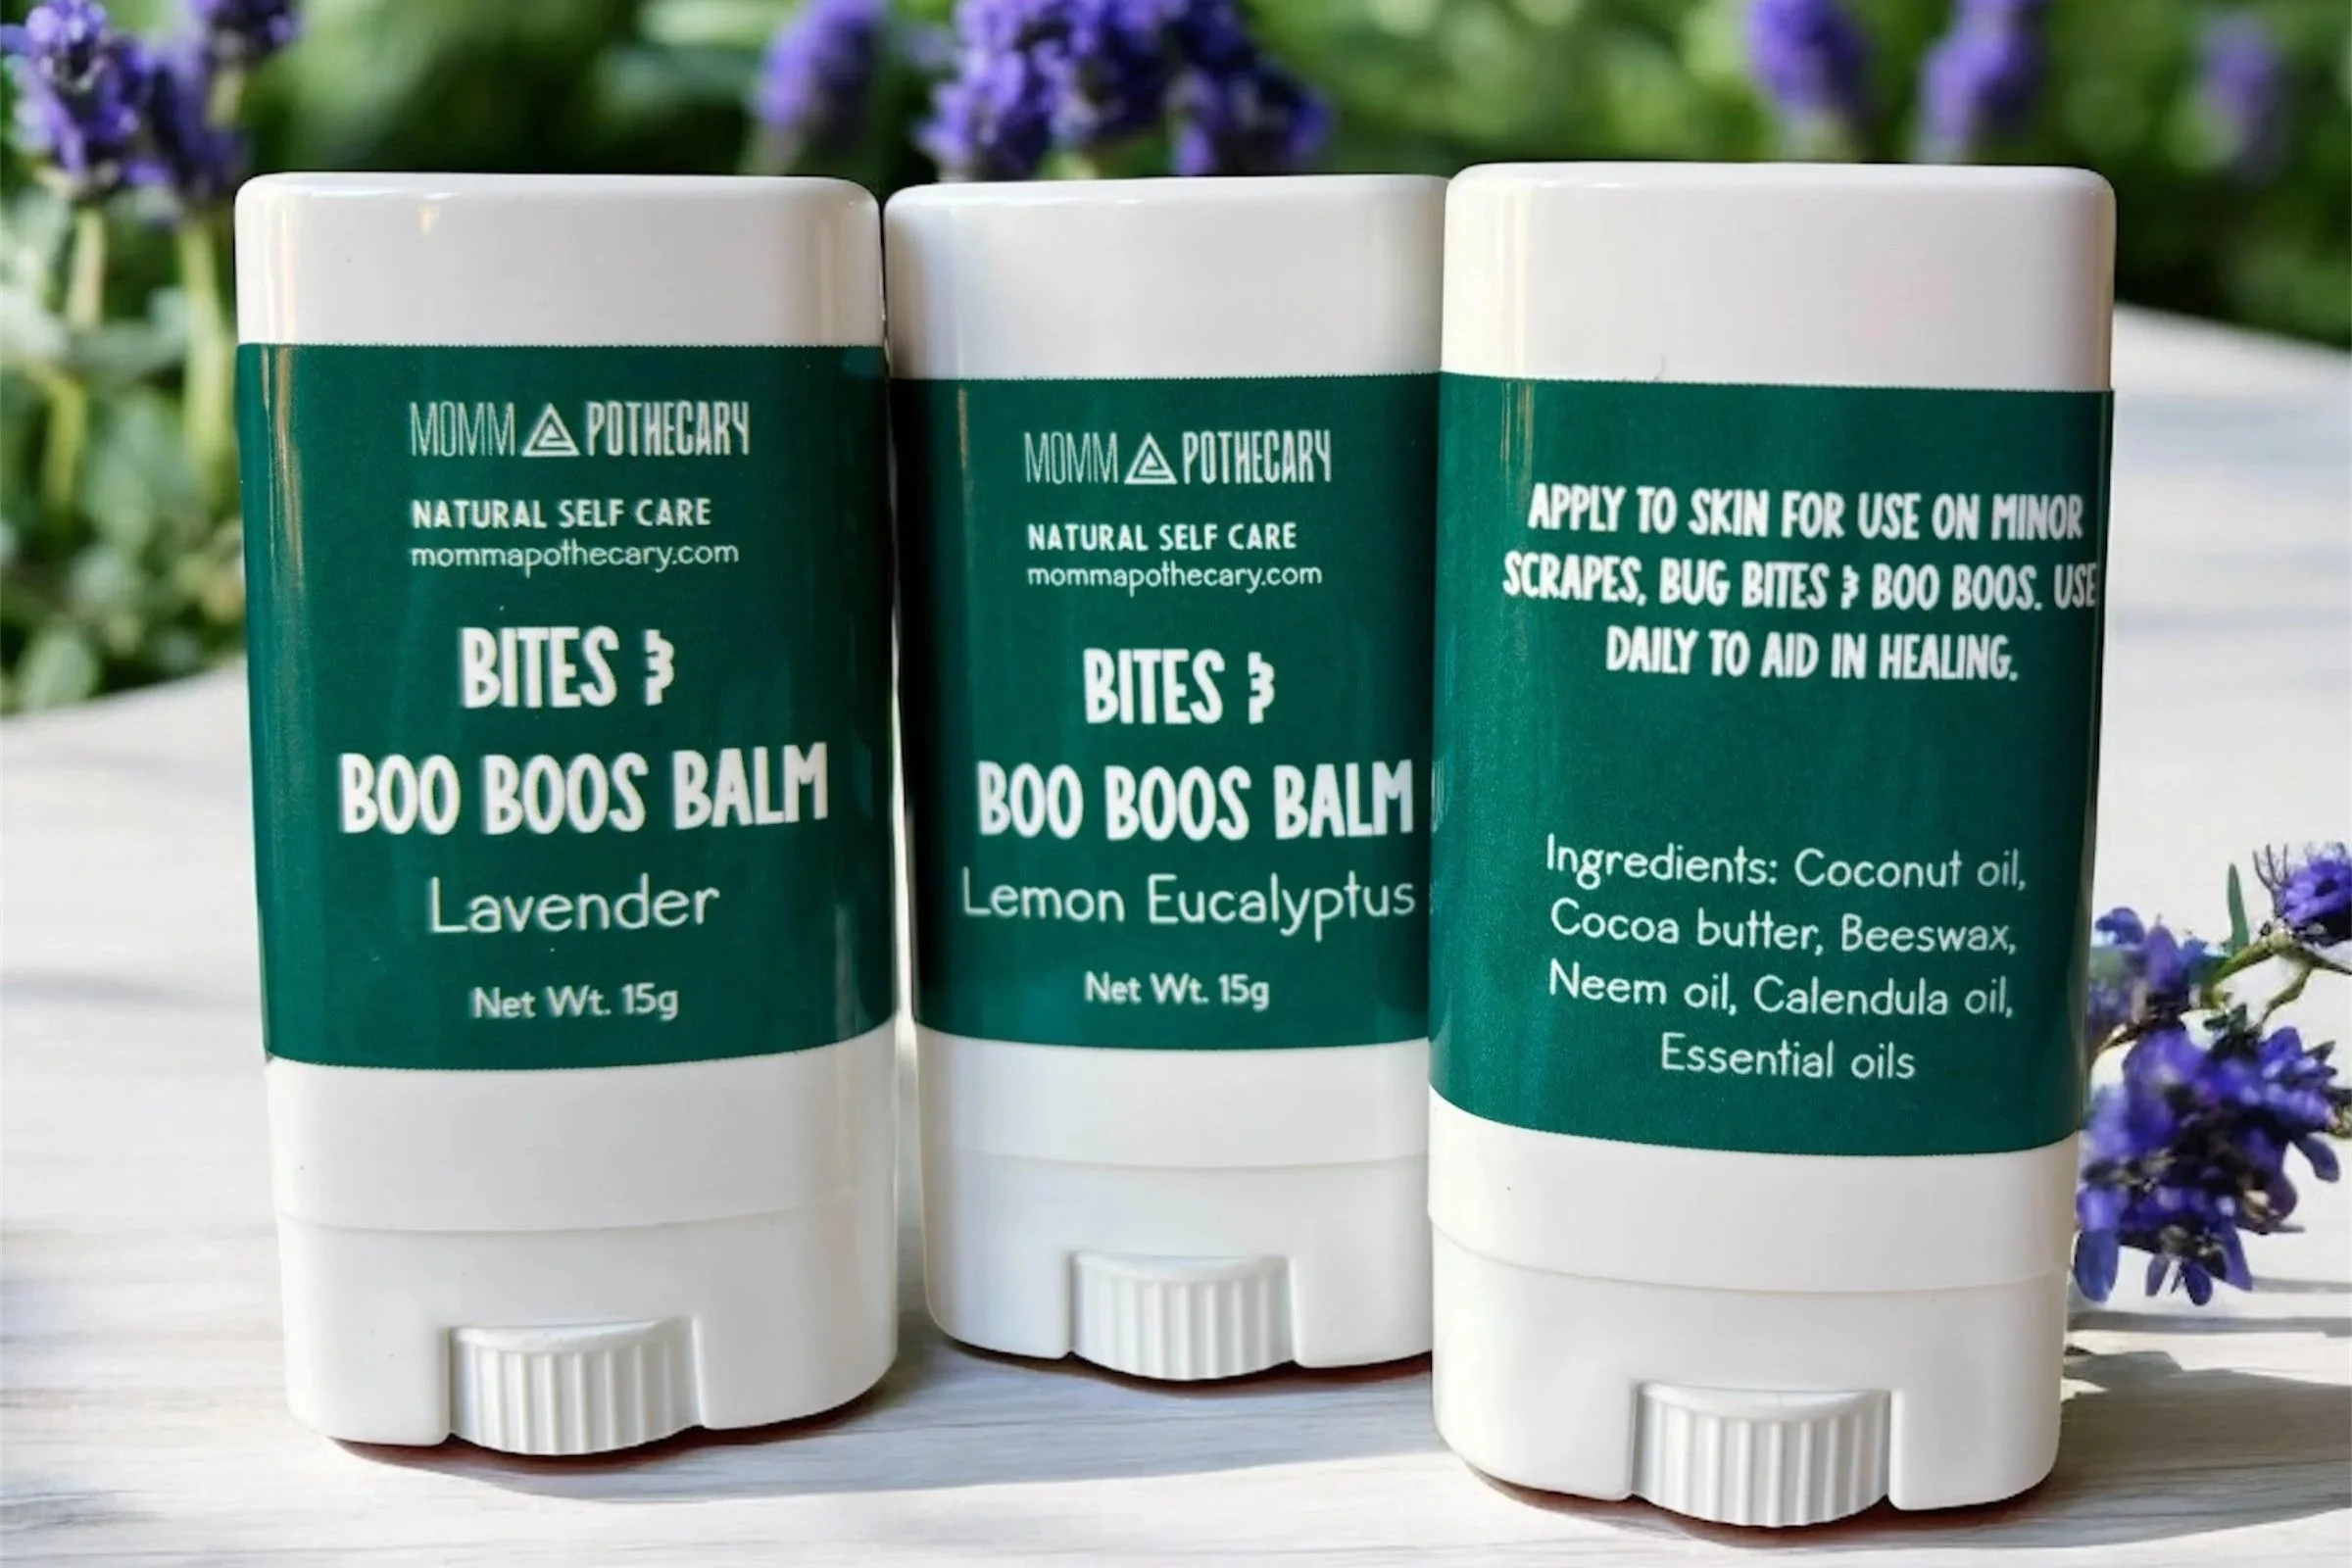 MOMMAPOTHECARY
NATURAL SELF CARE
mommapothecary.com
BITES &
BOO BOOS BALM
Lavender
Net Wt. 15g
MOMMAPOTHECARY
NATURAL SELF CARE
mommapothecary.com
BITES &
BOO BOOS BALM
Lemon Eucalyptus
Net Wt. 15g
APPLY TO SKIN FOR USE ON MINOR
SCRAPES, BUG BITES & BOO BOOS. USE
DAILY TO AID IN HEALING.
Ingredients: Coconut oil,
Cocoa butter, Beeswax,
Neem oil, Calendula oil,
Essential oils